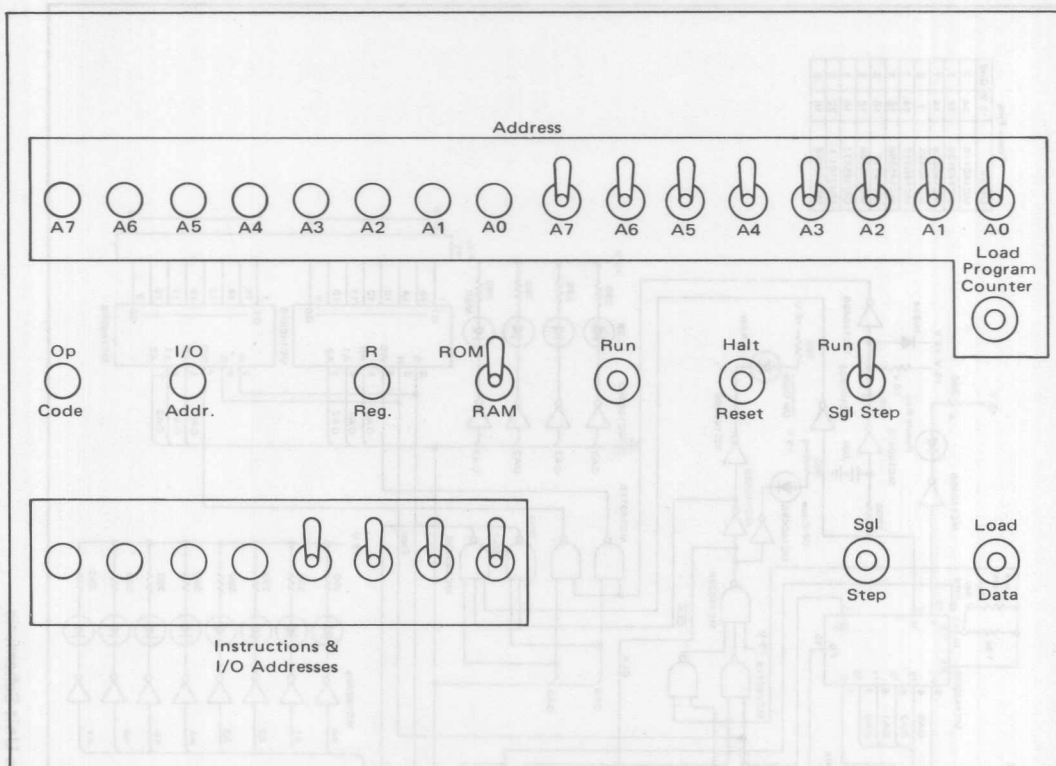 Address
A7 A6 A5 A4 A3 A2 A1 A0 A7 A6 A5 A4 A3 A2 A1 A0
Load
Program
Counter
Op
Code
I/O
Addr.
R
Reg.
ROM
RAM
Run
Halt
Reset
Run
Sgl Step
Sgl
Step
Load
Data
Instructions &
I/O Addresses